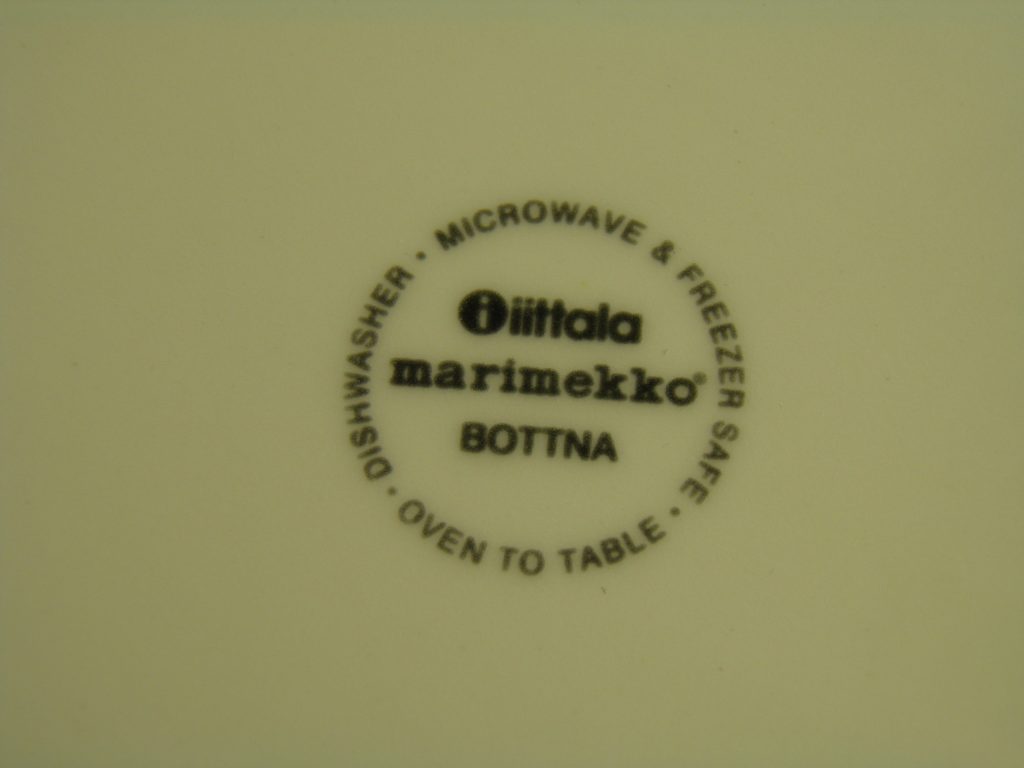 DISHWASHER · MICROWAVE & FREEZER SAFE · OVEN TO TABLE ·
iittala
marimekko®
BOTTNA